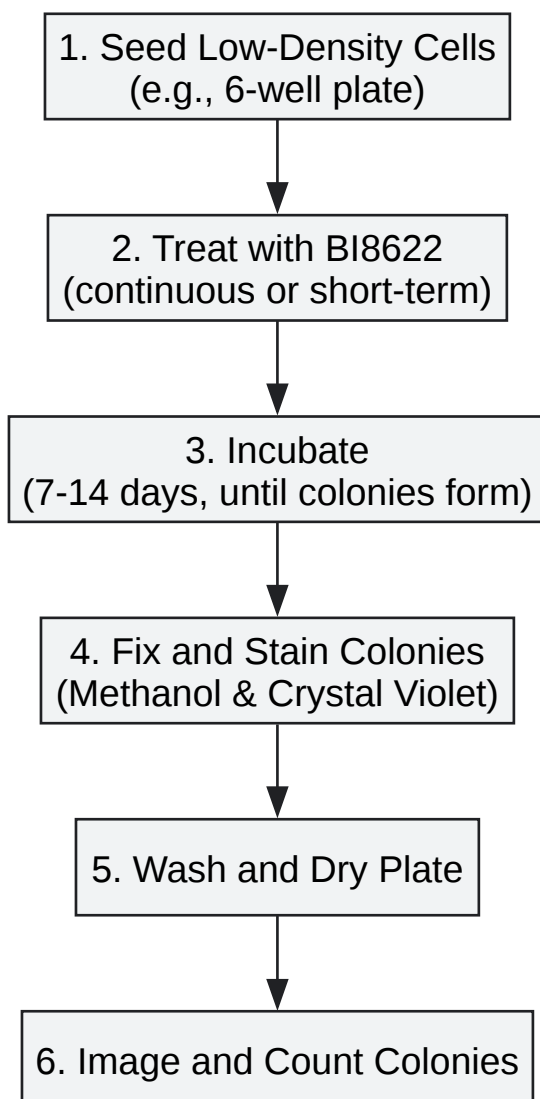 1. Seed Low-Density Cells
(e.g., 6-well plate)
2. Treat with BI8622
(continuous or short-term)
3. Incubate
(7-14 days, until colonies form)
4. Fix and Stain Colonies
(Methanol & Crystal Violet)
5. Wash and Dry Plate
6. Image and Count Colonies